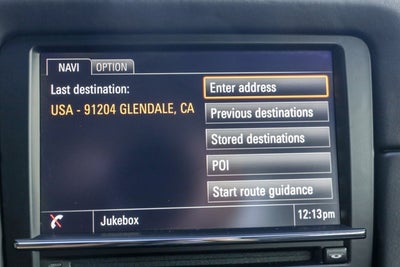 NAVI OPTION
Last destination:
USA - 91204 GLENDALE, CA
Enter address
Previous destinations
Stored destinations
POI
Start route guidance
Jukebox
12:13pm